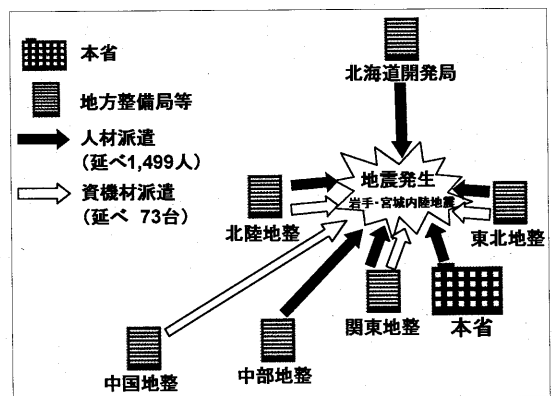 本省
地方整備局等
人材派遣
(延べ1,499人)
資機材派遣
(延べ 73台)
北海道開発局
地震発生
岩手・宮城内陸地震
北陸地整
東北地整
関東地整
本省
中部地整
中国地整